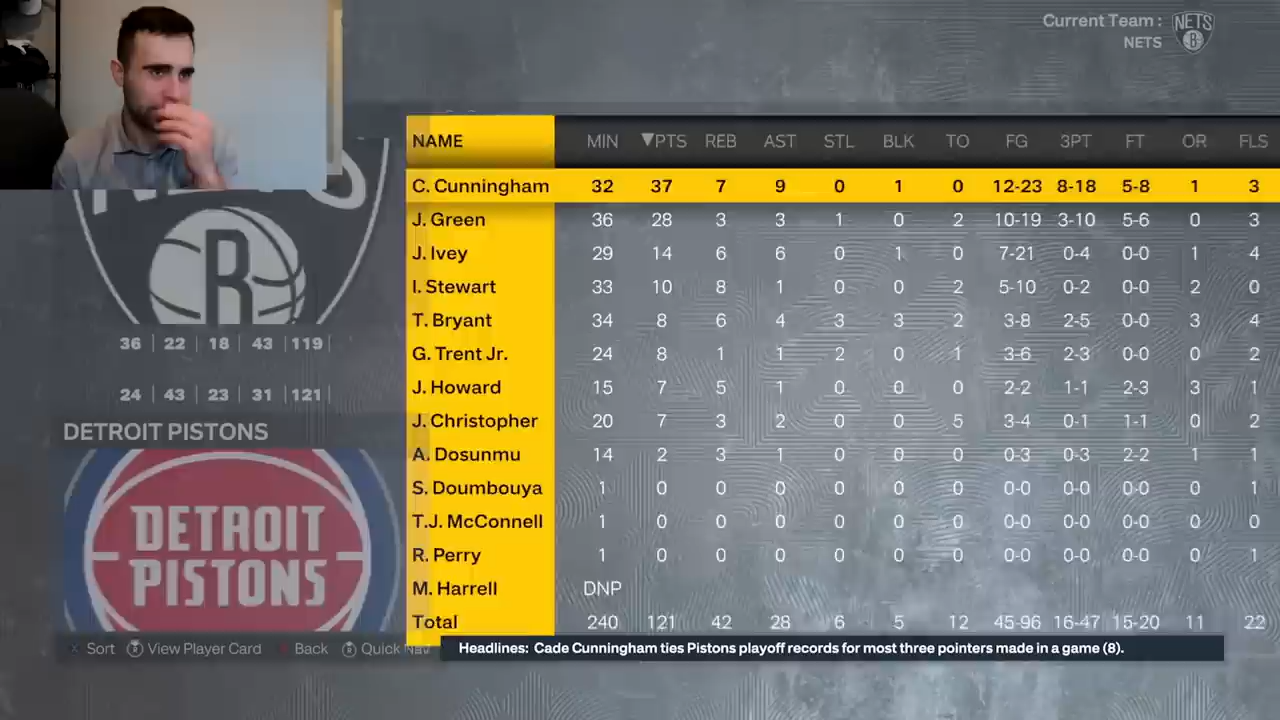 Current Team : NETS
NETS
NAME MIN ▼PTS REB AST STL BLK TO FG 3PT FT OR FLS
C. Cunningham 32 37 7 9 0 1 0 12-23 8-18 5-8 1 3
J. Green 36 28 3 3 1 0 2 10-19 3-10 5-6 0 3
J. Ivey 29 14 6 6 0 1 0 7-21 0-4 0-0 1 4
I. Stewart 33 10 8 1 0 0 2 5-10 0-2 0-0 2 0
T. Bryant 34 8 6 4 3 3 2 3-8 2-5 0-0 3 4
G. Trent Jr. 24 8 1 1 2 0 1 3-6 2-3 0-0 0 2
J. Howard 15 7 5 1 0 0 0 2-2 1-1 2-3 3 1
J. Christopher 20 7 3 2 0 0 5 3-4 0-1 1-1 0 2
A. Dosunmu 14 2 3 1 0 0 0 0-3 0-3 2-2 1 1
S. Doumbouya 1 0 0 0 0 0 0 0-0 0-0 0-0 0 1
T.J. McConnell 1 0 0 0 0 0 0 0-0 0-0 0-0 0 0
R. Perry 1 0 0 0 0 0 0 0-0 0-0 0-0 0 1
M. Harrell DNP
Total 240 121 42 28 6 5 12 45-96 16-47 15-20 11 22
B
36 | 22 | 18 | 43 | 119 |
24 | 43 | 23 | 31 | 121 |
DETROIT PISTONS
DETROIT
PISTONS
Sort View Player Card Back Quick Nav
Headlines: Cade Cunningham ties Pistons playoff records for most three pointers made in a game (8).